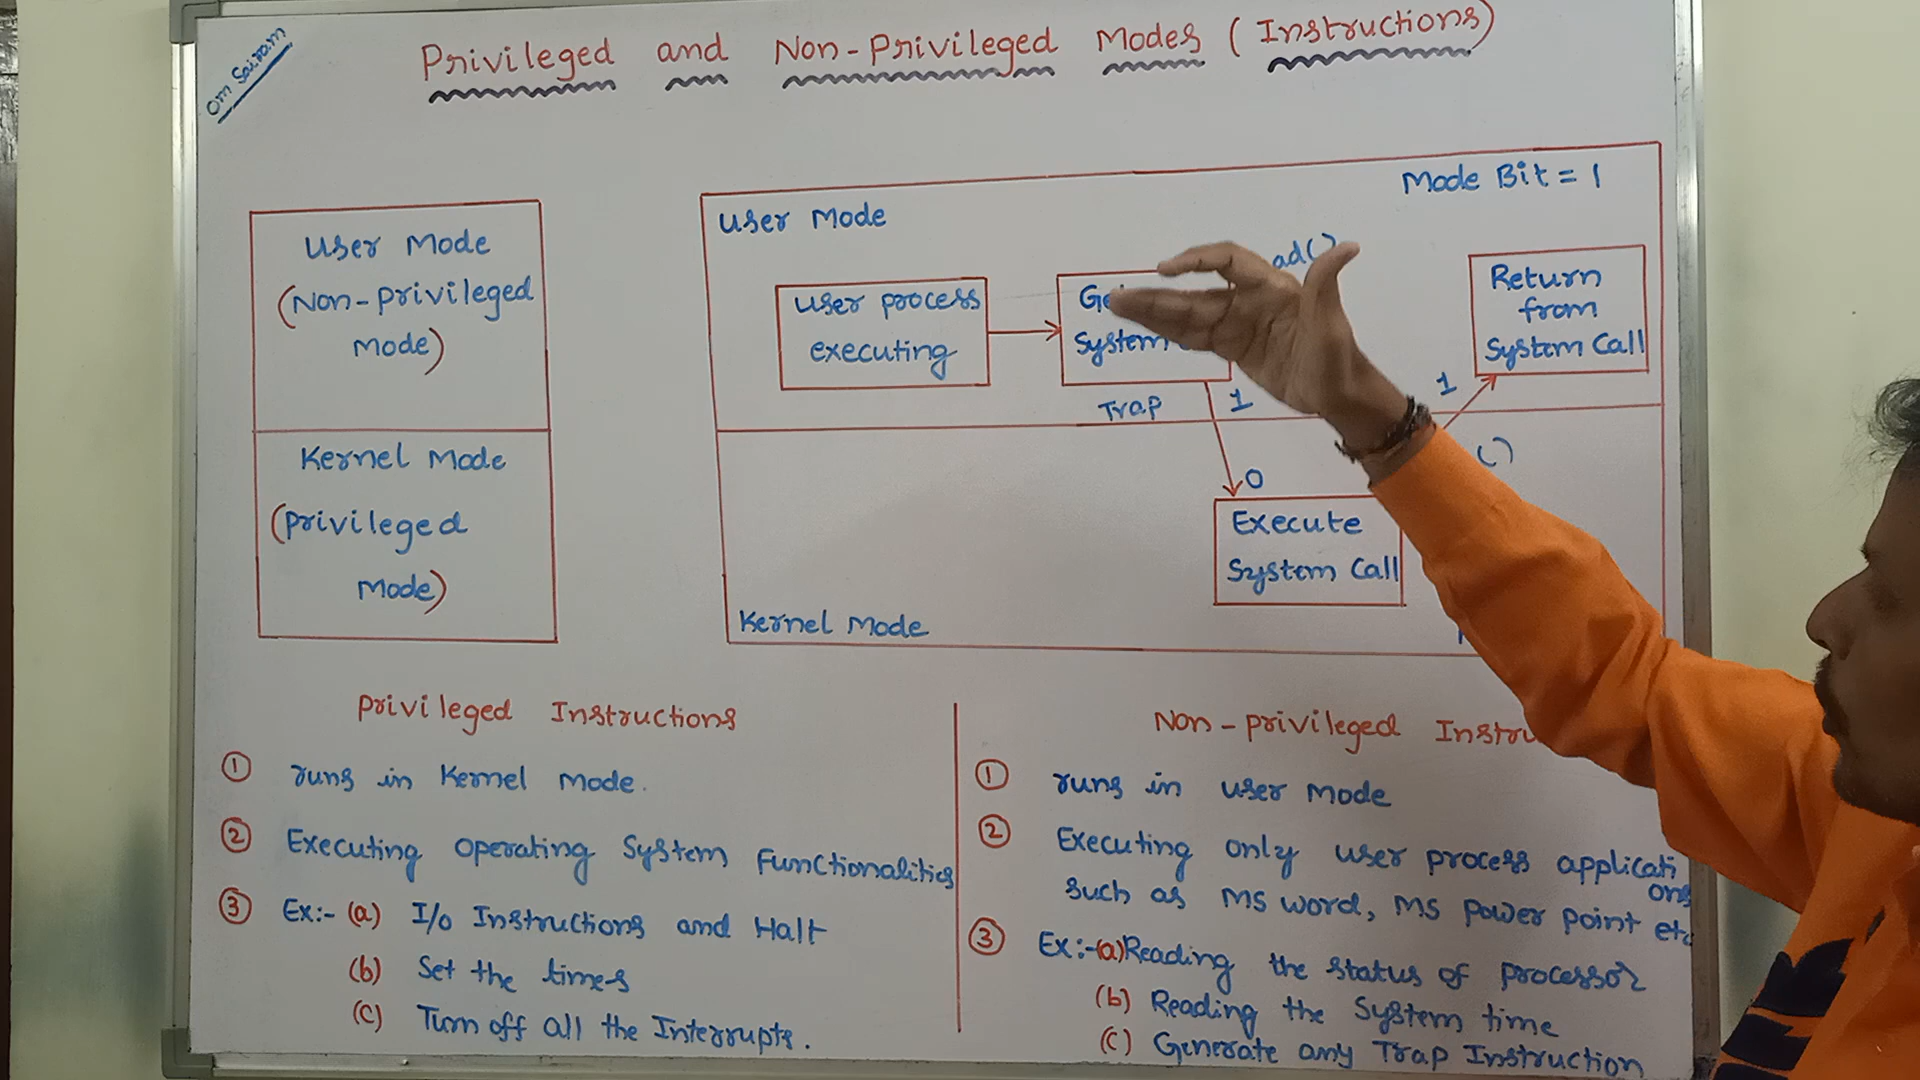 Om Sairam
Privileged and Non-Privileged Modes (Instructions)
User Mode
(Non-privileged
Mode)
Kernel Mode
(privileged
Mode)
Mode Bit = 1
User Mode
User process
executing
System
Trap
1
0
Execute
System Call
1
Return
from
System Call
Kernel Mode
Privileged Instructions
① runs in Kernel Mode.
② Executing operating System Functionalities
③ Ex:- (a) I/o Instructions and Halt
(b) Set the timer
(c) Turn off all the Interrupts.
Non-privileged
① runs in user Mode
② Executing only user process applicati
ons
such as MS word, MS power point etc
③ Ex:-(a)Reading the status of processor
(b) Reading the System time
(c) Generate any Trap Instruction